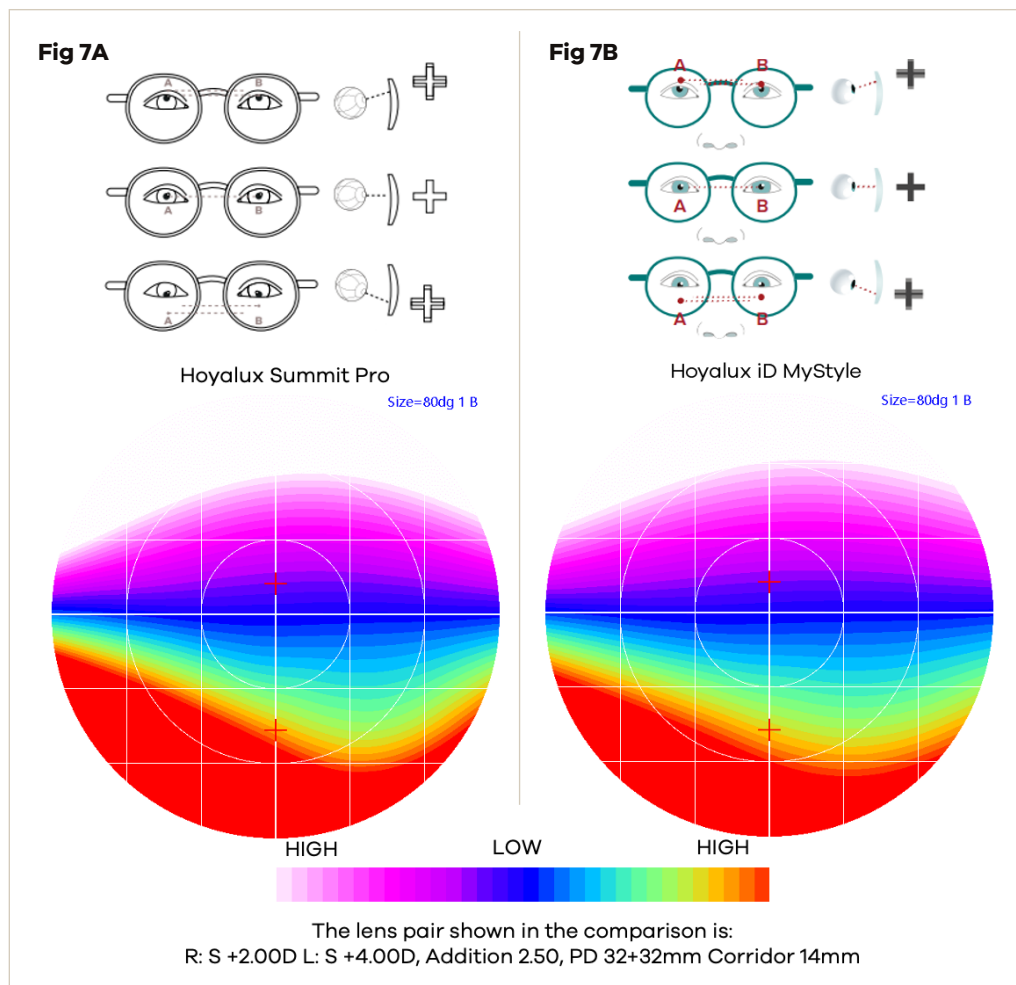 Fig 7A
A B
A B
A B
Hoyalux Summit Pro
Size=80dg 1 B
Fig 7B
A B
A B
A B
Hoyalux iD MyStyle
Size=80dg 1 B
HIGH LOW HIGH
The lens pair shown in the comparison is:
R: S +2.00D L: S +4.00D, Addition 2.50, PD 32+32mm Corridor 14mm